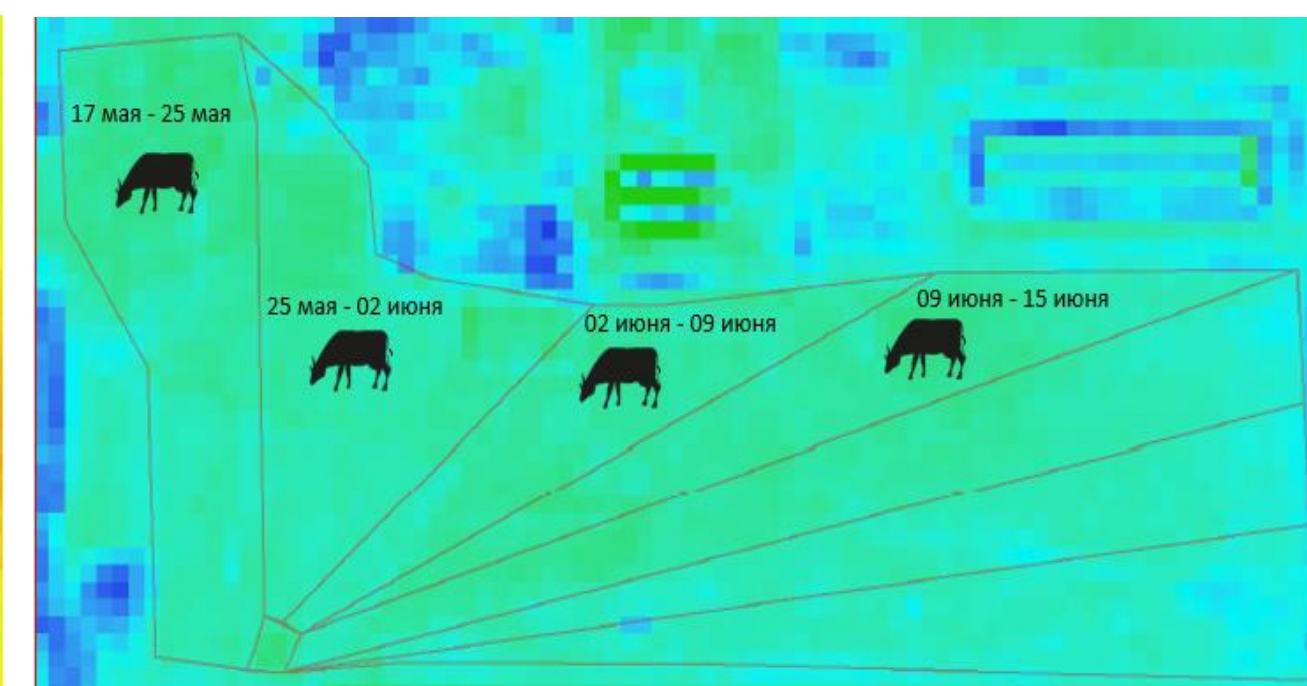 17 мая - 25 мая
25 мая - 02 июня
02 июня - 09 июня
09 июня - 15 июня